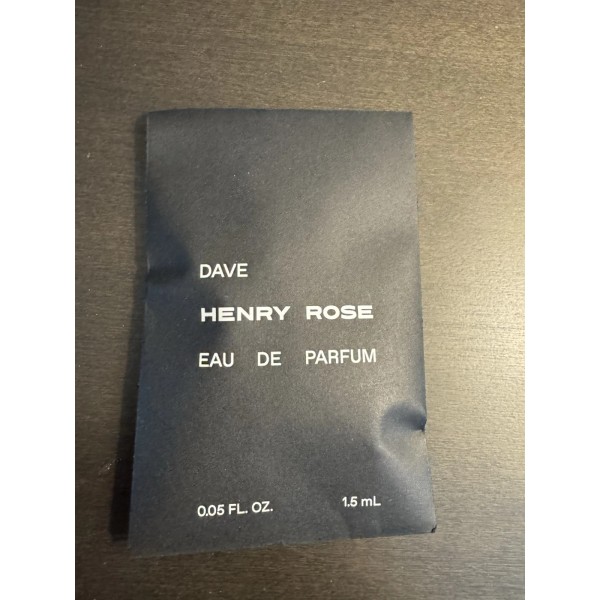 DAVE
HENRY ROSE
EAU DE PARFUM
0.05 FL. OZ. 1.5 mL